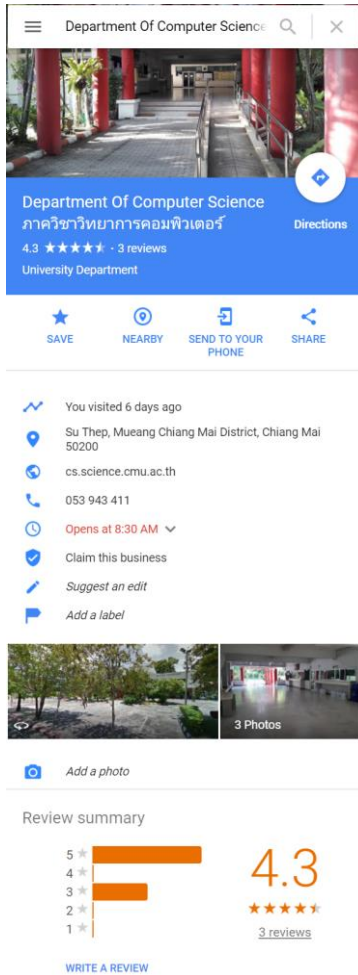 Department Of Computer Science
Department Of Computer Science
ภาควิชาวิทยาการคอมพิวเตอร์
Directions
4.3 ★★★★★ · 3 reviews
University Department
SAVE
NEARBY
SEND TO YOUR PHONE
SHARE
You visited 6 days ago
Su Thep, Mueang Chiang Mai District, Chiang Mai
50200
cs.science.cmu.ac.th
053 943 411
Opens at 8:30 AM
Claim this business
Suggest an edit
Add a label
3 Photos
Add a photo
Review summary
5 ★
4 ★
3 ★
2 ★
1 ★
4.3
★★★★★
3 reviews
WRITE A REVIEW